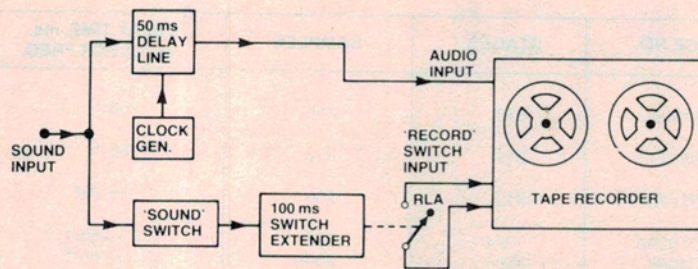 50 ms
DELAY
LINE
AUDIO
INPUT
CLOCK
GEN.
SOUND
INPUT
'RECORD'
SWITCH
INPUT
RLA
TAPE RECORDER
'SOUND'
SWITCH
100 ms
SWITCH
EXTENDER